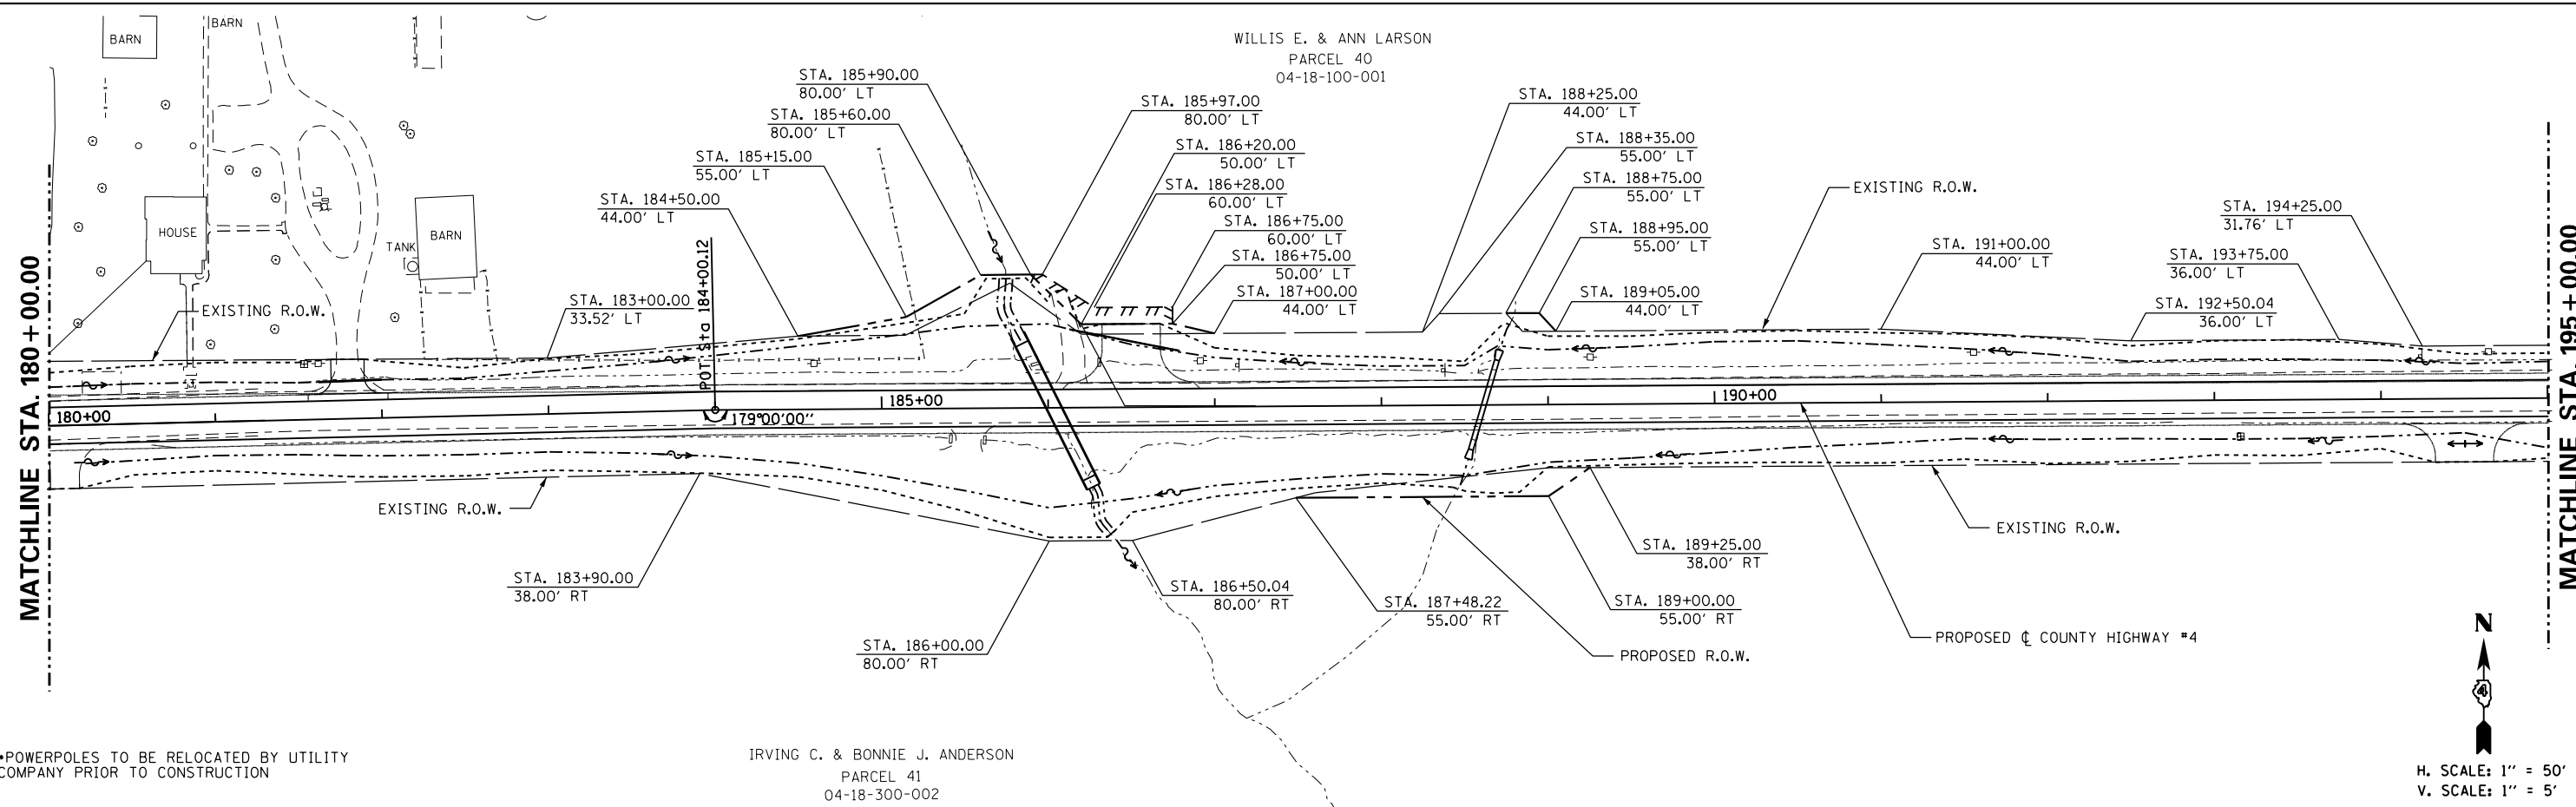 BARN
BARN
WILLIS E. & ANN LARSON
PARCEL 40
04-18-100-001
STA. 185+90.00
80.00' LT
STA. 185+60.00
80.00' LT
STA. 185+15.00
55.00' LT
STA. 184+50.00
44.00' LT
STA. 183+00.00
33.52' LT
STA. 185+97.00
80.00' LT
STA. 186+20.00
50.00' LT
STA. 186+28.00
60.00' LT
STA. 186+75.00
60.00' LT
STA. 186+75.00
50.00' LT
STA. 187+00.00
44.00' LT
STA. 188+25.00
44.00' LT
STA. 188+35.00
55.00' LT
STA. 188+75.00
55.00' LT
STA. 188+95.00
55.00' LT
STA. 189+05.00
44.00' LT
EXISTING R.O.W.
STA. 191+00.00
44.00' LT
STA. 194+25.00
31.76' LT
STA. 193+75.00
36.00' LT
STA. 192+50.04
36.00' LT
HOUSE
TANK
BARN
EXISTING R.O.W.
MATCHLINE STA. 180+00.00
MATCHLINE STA. 195+00.00
POT Sta 184+00.12
180+00
179°00'00''
185+00
190+00
EXISTING R.O.W.
STA. 183+90.00
38.00' RT
STA. 186+00.00
80.00' RT
STA. 186+50.04
80.00' RT
STA. 187+48.22
55.00' RT
STA. 189+25.00
38.00' RT
STA. 189+00.00
55.00' RT
PROPOSED R.O.W.
EXISTING R.O.W.
PROPOSED ℄ COUNTY HIGHWAY #4
N
4
•POWERPOLES TO BE RELOCATED BY UTILITY
COMPANY PRIOR TO CONSTRUCTION
IRVING C. & BONNIE J. ANDERSON
PARCEL 41
04-18-300-002
H. SCALE: 1'' = 50'
V. SCALE: 1'' = 5'